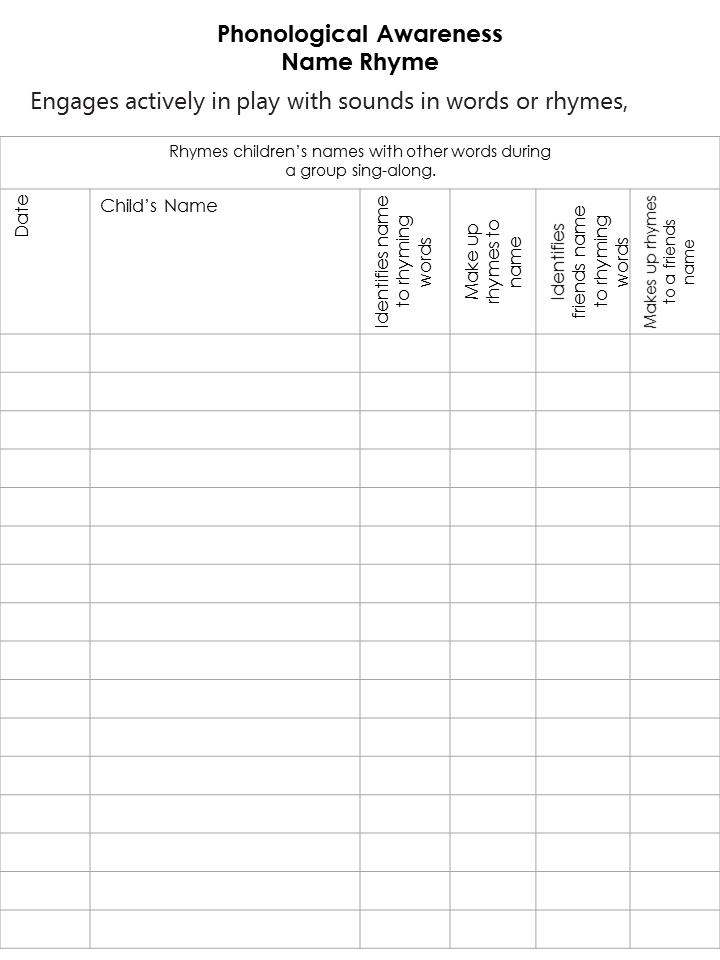 Phonological Awareness
Name Rhyme
Engages actively in play with sounds in words or rhymes,
Rhymes children's names with other words during
a group sing-along.
Date
Child's Name
Identifies name
to rhyming
words
Make up
rhymes to
name
Identifies
friends name
to rhyming
words
Makes up rhymes
to a friends
name